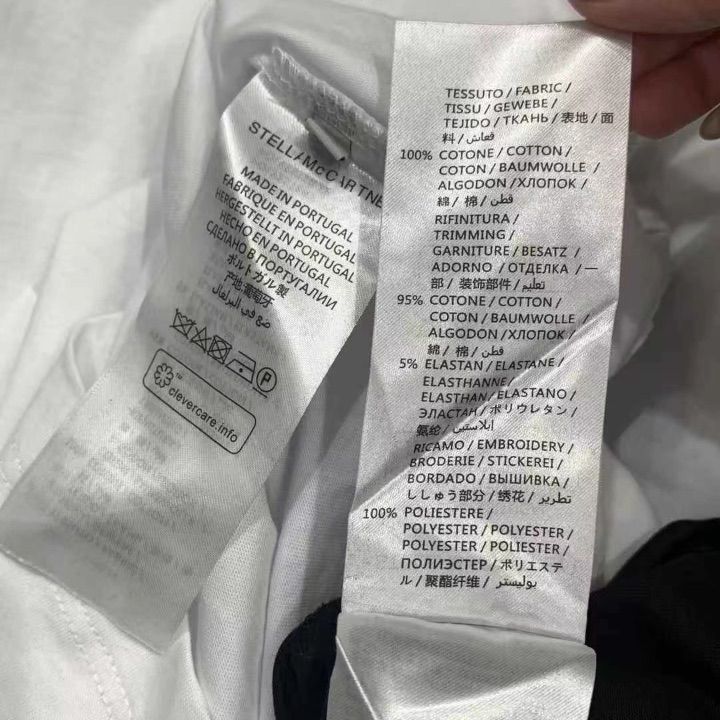 STELLA McCARTNE
MADE IN PORTUGAL
FABRIQUE EN PORTUGAL
HERGESTELLT IN PORTUGAL
HECHO EN PORTUGAL
СДЕЛАНО В ПОРТУГАЛИИ
ポルトガル製
产地:葡萄牙
صنع في البرتغال
P
clevercare.info
TESSUTO / FABRIC /
TISSU / GEWEBE /
TEJIDO / ТКАНЬ / 表地 / 面
料 / قماش /
100% COTONE / COTTON /
COTON / BAUMWOLLE /
ALGODON /ХЛОПОК /
綿 / 棉 / قطن /
RIFINITURA /
TRIMMING /
GARNITURE / BESATZ /
ADORNO / ОТДЕЛКА / 一
部 / 装饰部件 / تعليم /
95% COTONE / COTTON /
COTON / BAUMWOLLE /
ALGODON /ХЛОПОК /
綿 / 棉 / قطن /
5% ELASTAN / ELASTANE /
ELASTHANNE /
ELASTHAN / ELASTANO /
ЭЛАСТАН / ポリウレタン /
氨纶 / إيلاستين /
RICAMO / EMBROIDERY /
BRODERIE / STICKEREI /
BORDADO / ВЫШИВКА /
ししゅう部分 / 绣花 / تطريز /
100% POLIESTERE /
POLYESTER / POLYESTER /
POLYESTER / POLIESTER /
ПОЛИЭСТЕР / ポリエステ
ル / 聚酯纤维 / بوليستر /